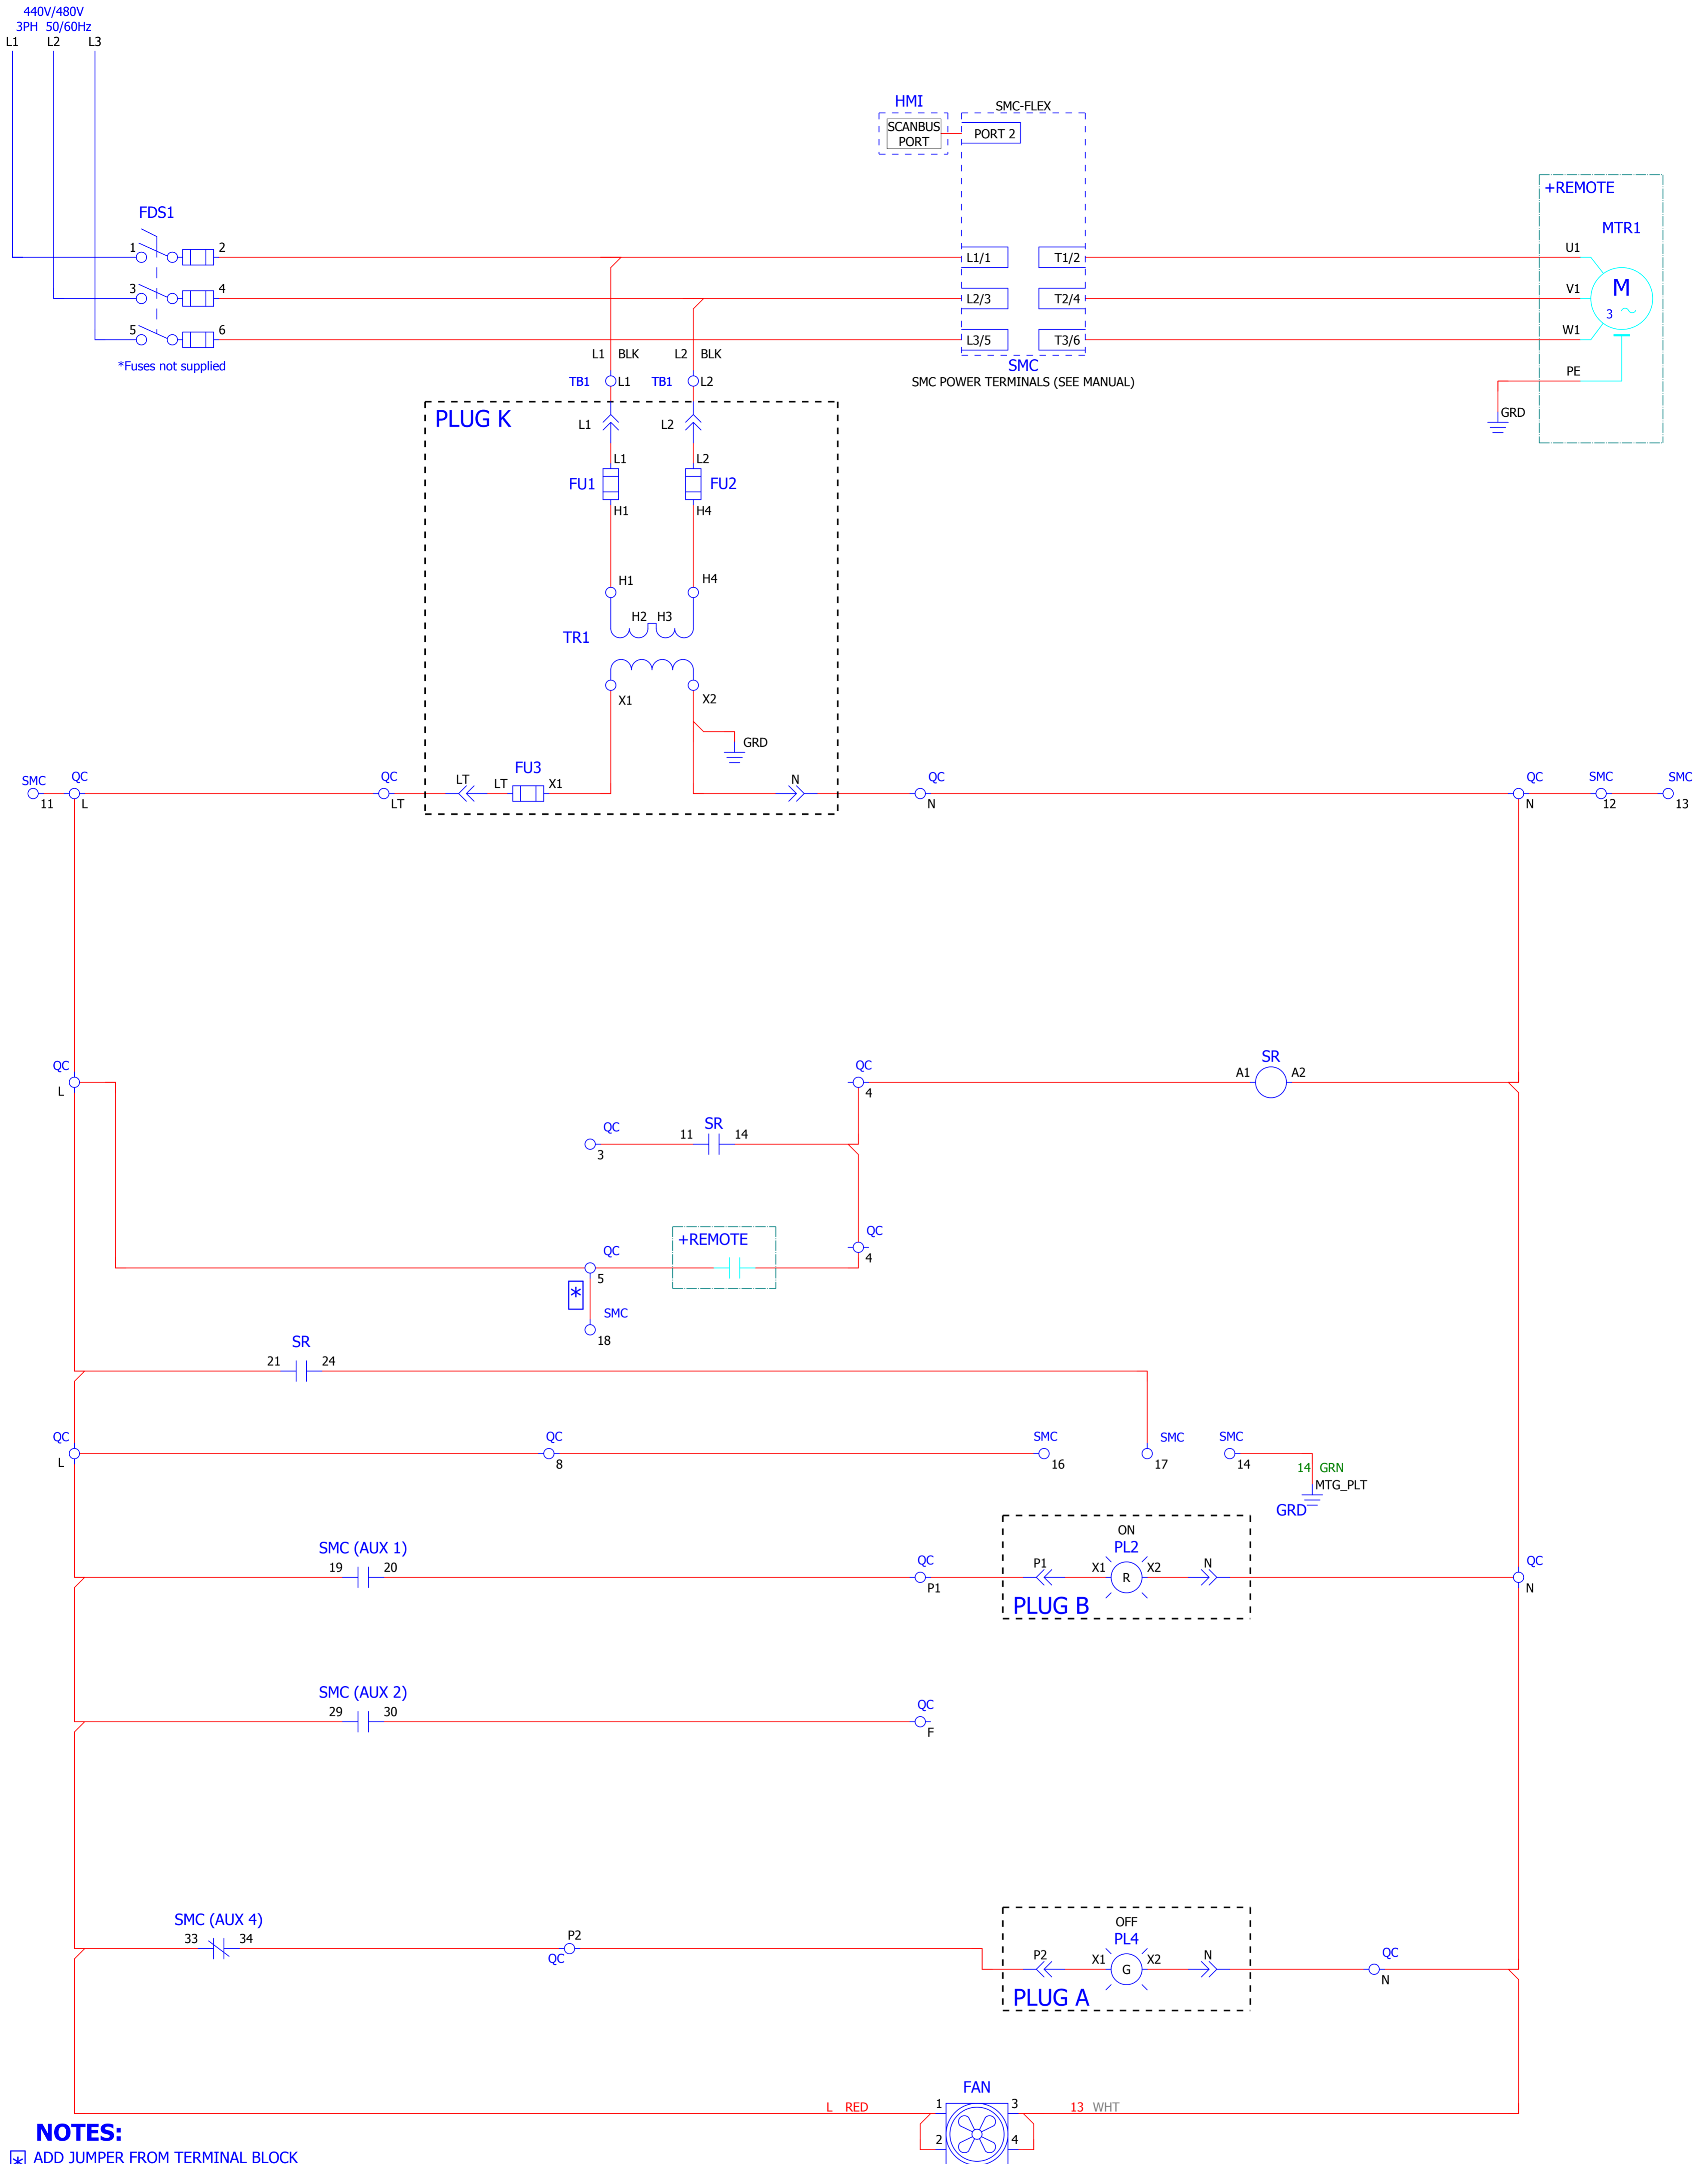 440V/480V
3PH 50/60Hz
L1 L2 L3
HMI
SCANBUS
PORT
SMC-FLEX
PORT 2
+REMOTE
MTR1
FDS1
1 2
3 4
5 6
*Fuses not supplied
L1/1 T1/2
L2/3 T2/4
L3/5 T3/6
SMC
SMC POWER TERMINALS (SEE MANUAL)
U1
V1
W1
PE
M
3
GRD
L1 BLK L2 BLK
TB1 L1 TB1 L2
PLUG K
L1 L2
L1 L2
FU1 FU2
H1 H4
H1 H4
H2 H3
TR1
X1 X2
GRD
SMC QC QC LT LT FU3 X1 N QC QC SMC SMC
11 L LT N N 12 13
QC QC SR
L 4 A1 A2
QC 11 SR 14
3
+REMOTE
QC QC
5 4
*
SMC
18
SR
21 24
QC QC SMC SMC SMC
L 8 16 17 14
14 GRN
MTG_PLT
GRD
SMC (AUX 1)
19 20
QC
P1
ON
PL2
P1 X1 R X2 N
PLUG B
QC
N
SMC (AUX 2)
29 30
QC
F
SMC (AUX 4)
33 34
P2
QC
OFF
PL4
P2 X1 G X2 N
PLUG A
QC
N
FAN
L RED 1 3 13 WHT
2 4
NOTES:
* ADD JUMPER FROM TERMINAL BLOCK